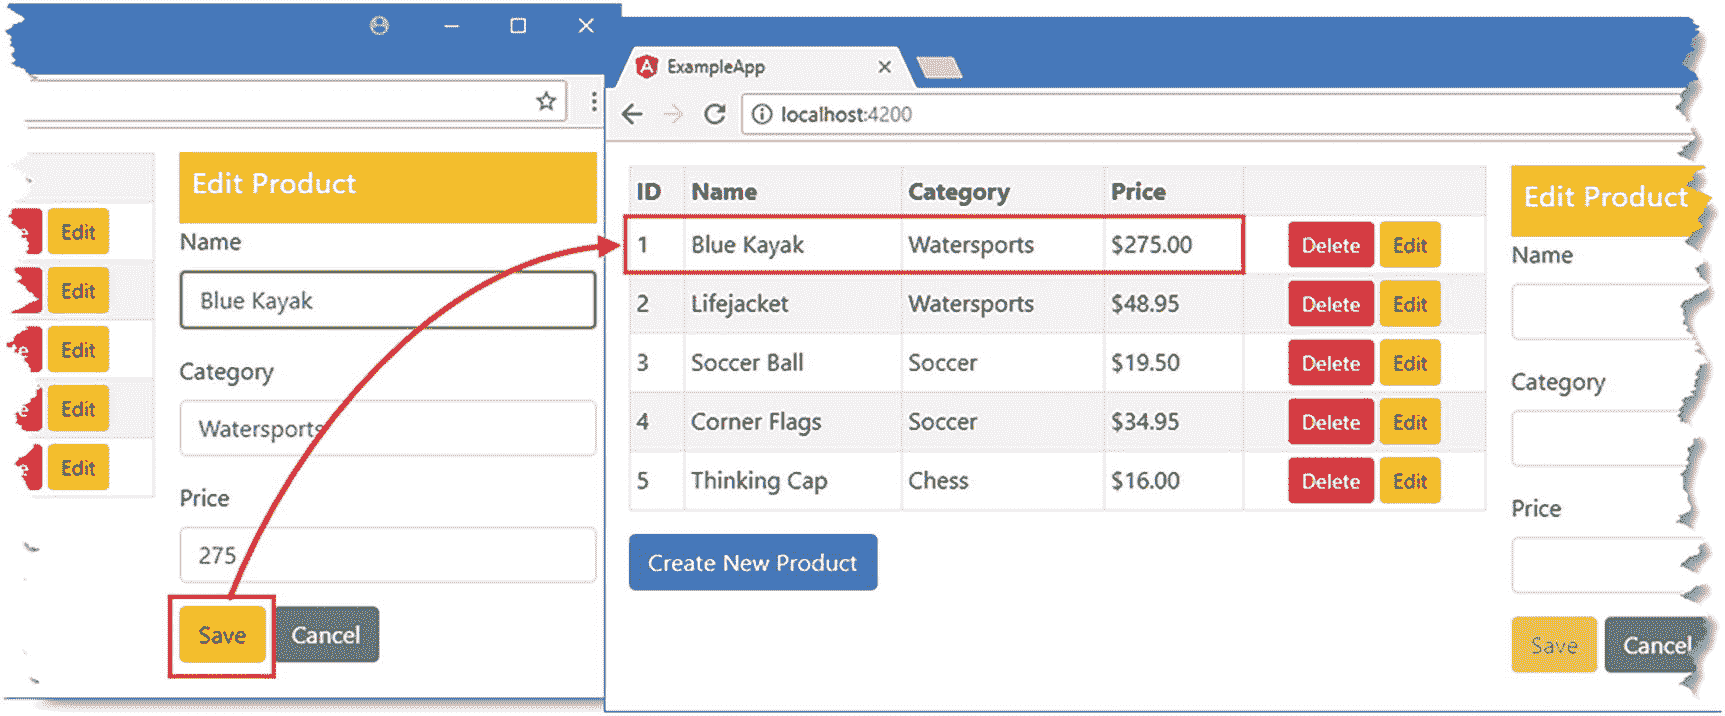 Edit Product
Edit
Name
Edit
Blue Kayak
Edit
Category
Edit
Watersports
Edit
Price
275
Save Cancel
ExampleApp
localhost:4200
ID Name Category Price
1 Blue Kayak Watersports $275.00 Delete Edit
2 Lifejacket Watersports $48.95 Delete Edit
3 Soccer Ball Soccer $19.50 Delete Edit
4 Corner Flags Soccer $34.95 Delete Edit
5 Thinking Cap Chess $16.00 Delete Edit
Create New Product
Edit Product
Name
Category
Price
Save Cancel